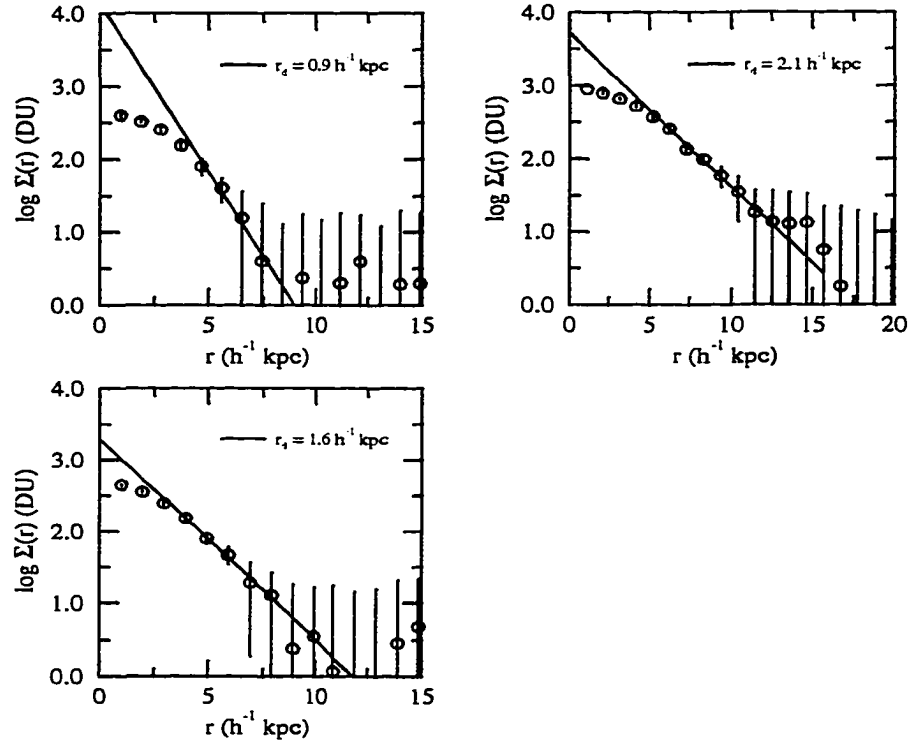 4.0
3.0
2.0
1.0
0.0
log Σ(r) (DU)
r_d = 0.9 h⁻¹ kpc
0 5 10 15
r (h⁻¹ kpc)
4.0
3.0
2.0
1.0
0.0
log Σ(r) (DU)
r_d = 2.1 h⁻¹ kpc
0 5 10 15 20
r (h⁻¹ kpc)
4.0
3.0
2.0
1.0
0.0
log Σ(r) (DU)
r_d = 1.6 h⁻¹ kpc
0 5 10 15
r (h⁻¹ kpc)